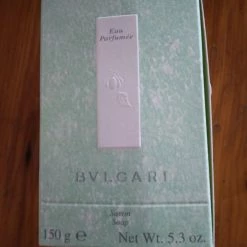 Eau
Parfumée
BVLGARI
Savon
Soap
150 g e Net Wt. 5.3 oz.